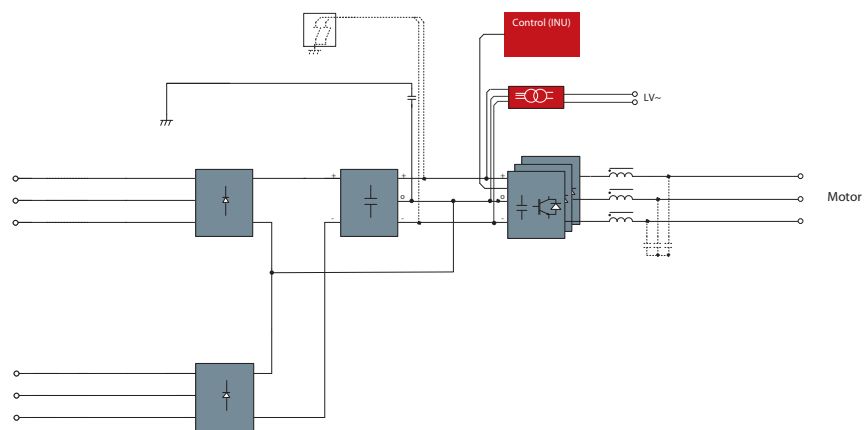 Control (INU)
LV~
+ + +
o o
- - -
Motor